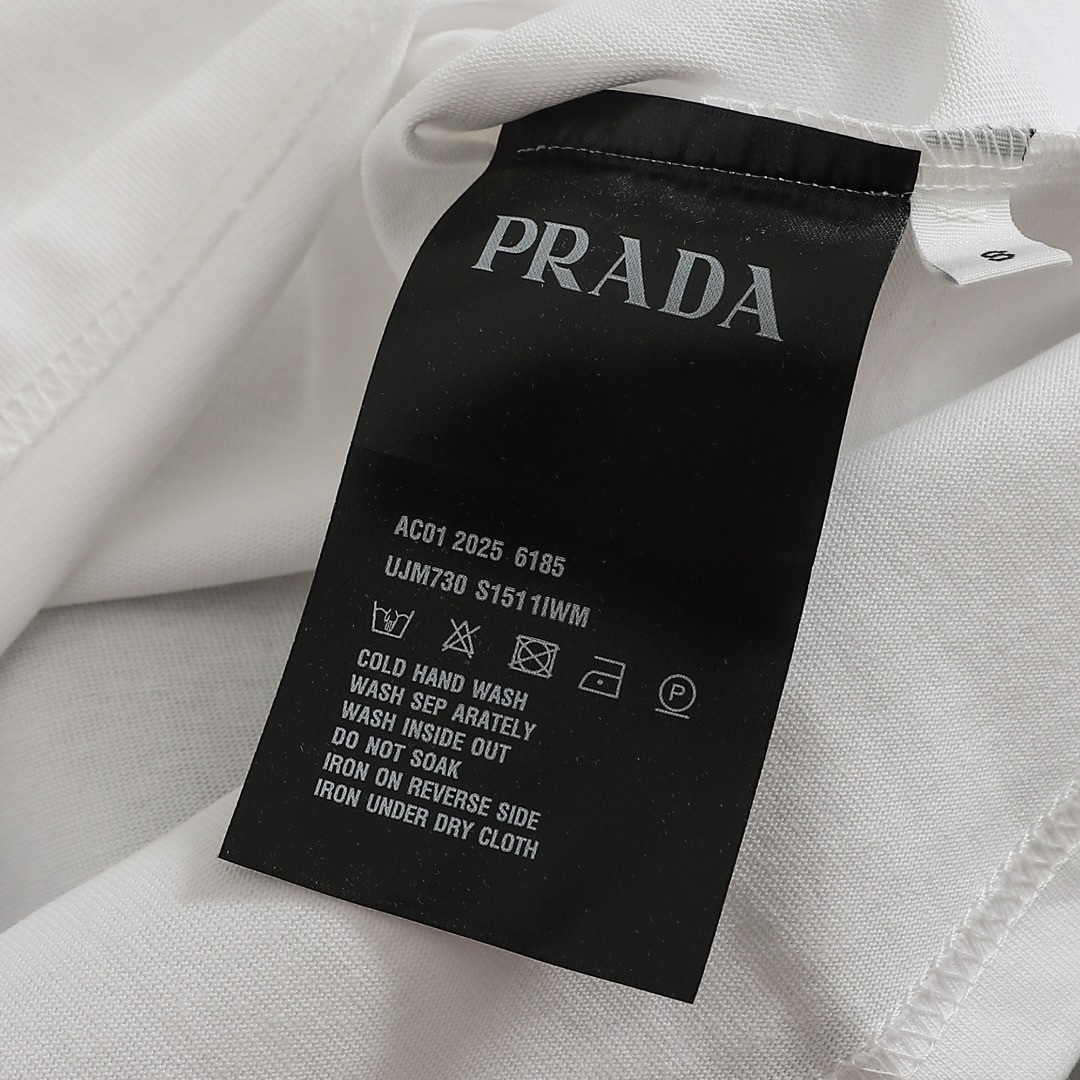 PRADA
AC01 2025 6185
UJM730 S1511IWM
P
COLD HAND WASH
WASH SEP ARATELY
WASH INSIDE OUT
DO NOT SOAK
IRON ON REVERSE SIDE
IRON UNDER DRY CLOTH